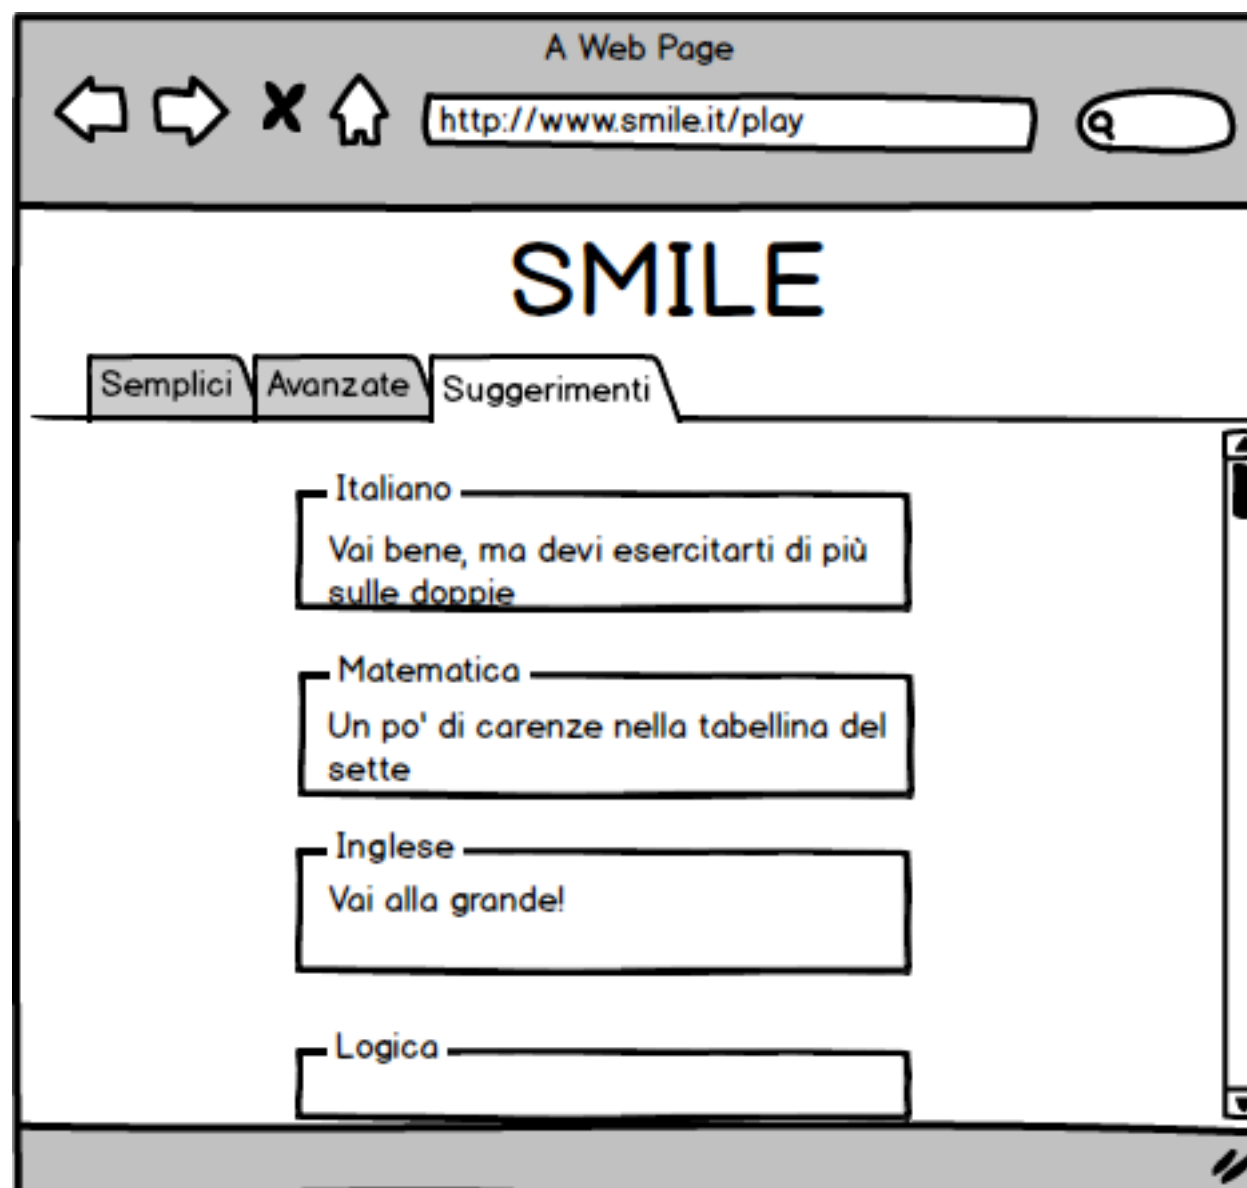 A Web Page
http://www.smile.it/play
SMILE
Semplici Avanzate Suggerimenti
Italiano
Vai bene, ma devi esercitarti di più
sulle doppie
Matematica
Un po' di carenze nella tabellina del
sette
Inglese
Vai alla grande!
Logica